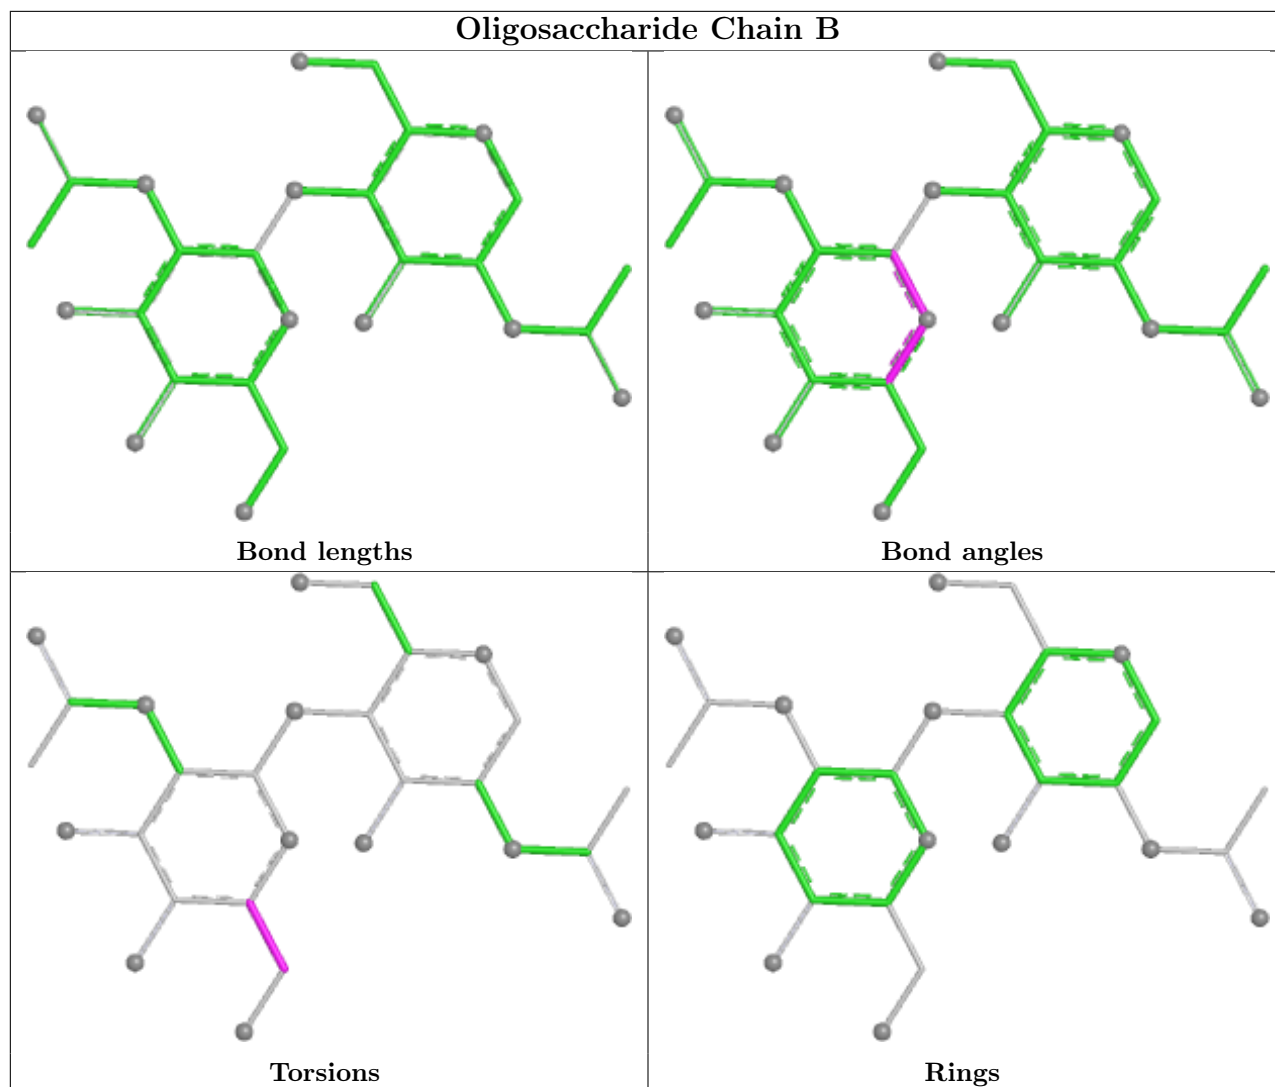 Oligosaccharide Chain B
Bond lengths
Bond angles
Torsions
Rings